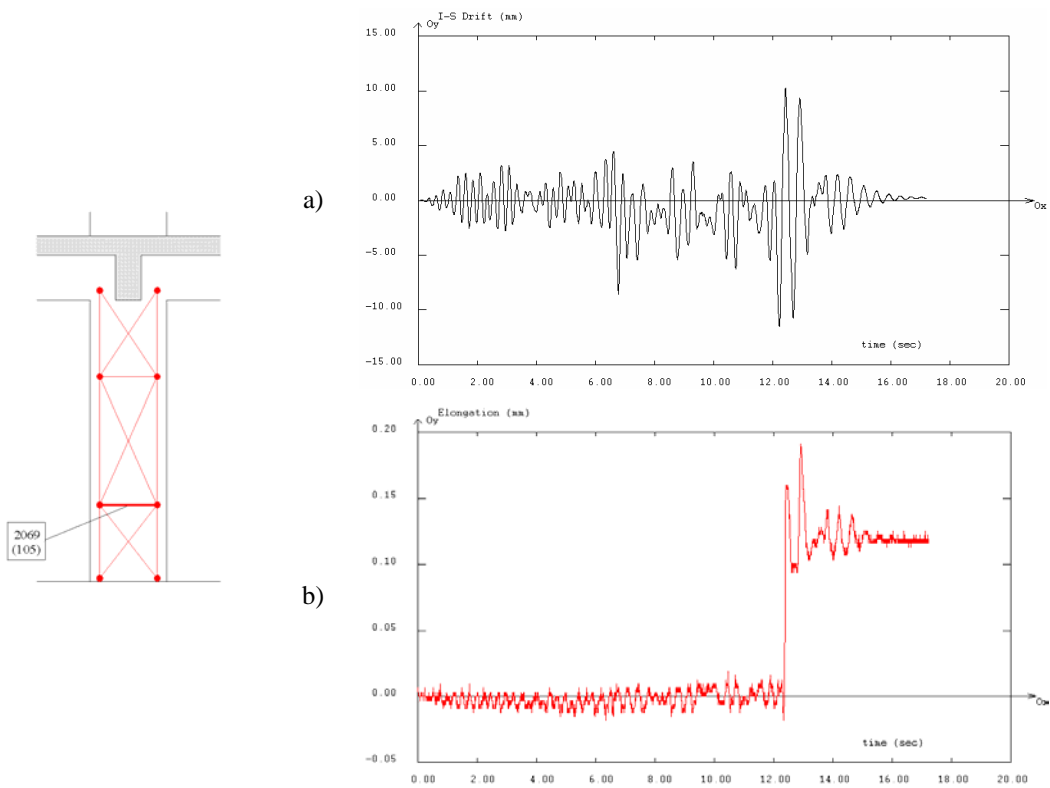 2069
(105)
a)
I-S Drift (mm)
Oy
15.00
10.00
5.00
0.00
-5.00
-10.00
-15.00
Ox
time (sec)
0.00 2.00 4.00 6.00 8.00 10.00 12.00 14.00 16.00 18.00 20.00
b)
Elongation (mm)
Oy
0.20
0.15
0.10
0.05
0.00
-0.05
Ox
time (sec)
0.00 2.00 4.00 6.00 8.00 10.00 12.00 14.00 16.00 18.00 20.00